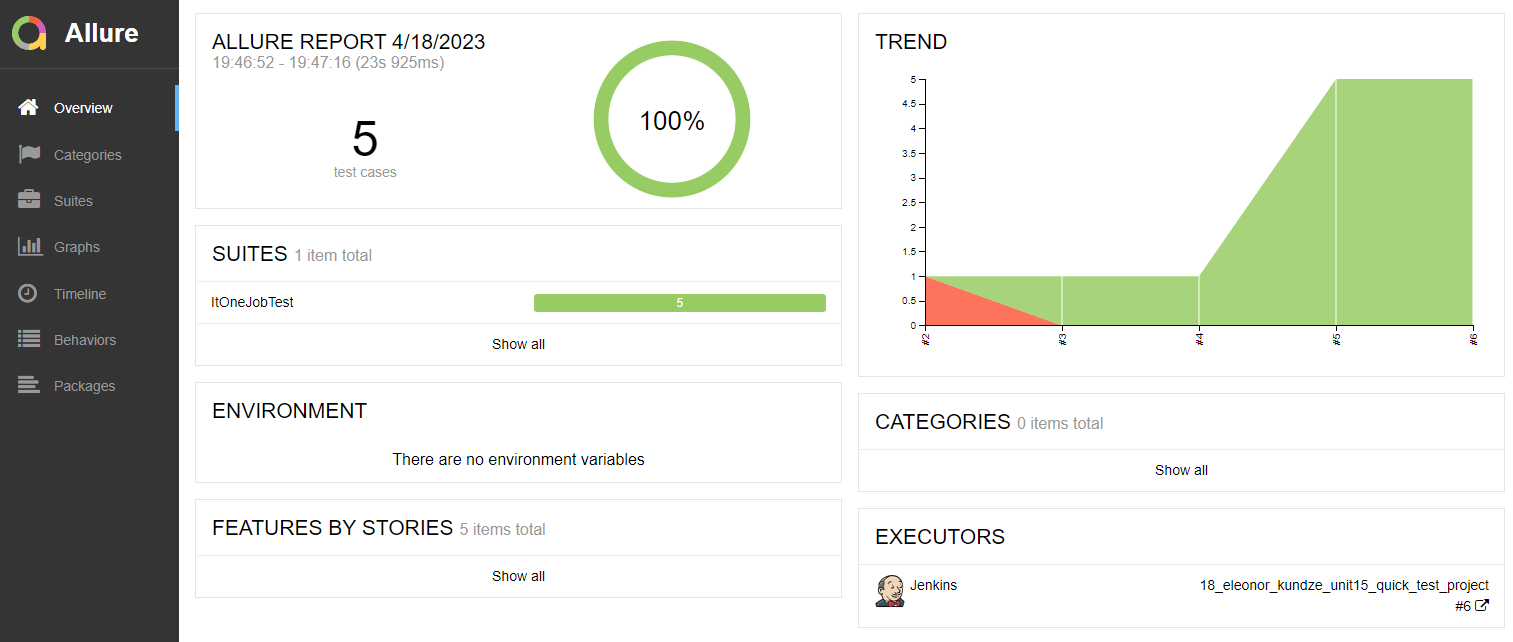 Allure
Overview
Categories
Suites
Graphs
Timeline
Behaviors
Packages
ALLURE REPORT 4/18/2023
19:46:52 - 19:47:16 (23s 925ms)
5
test cases
100%
SUITES 1 item total
ItOneJobTest 5
Show all
ENVIRONMENT
There are no environment variables
FEATURES BY STORIES 5 items total
Show all
TREND
5
4.5
4
3.5
3
2.5
2
1.5
1
0.5
0
#2 #3 #4 #5 #6
CATEGORIES 0 items total
Show all
EXECUTORS
Jenkins 18_eleonor_kundze_unit15_quick_test_project
#6